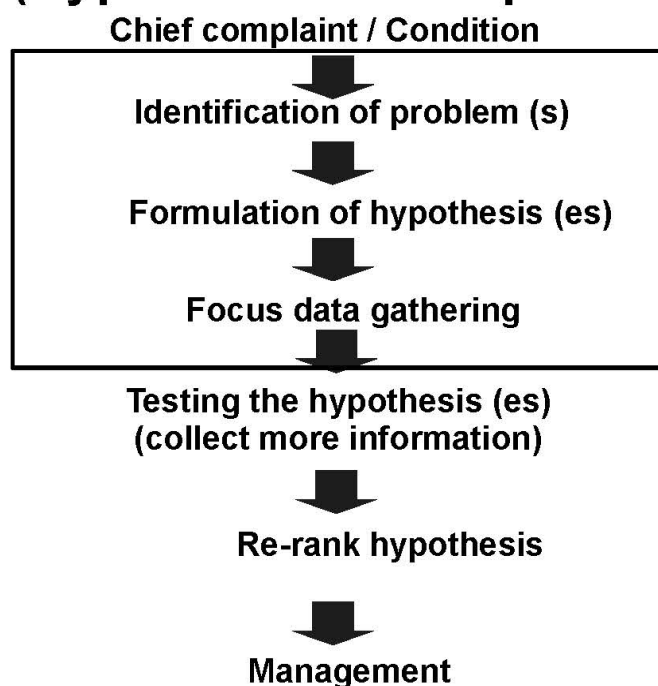 Chief complaint / Condition
Identification of problem (s)
Formulation of hypothesis (es)
Focus data gathering
Testing the hypothesis (es)
(collect more information)
Re-rank hypothesis
Management